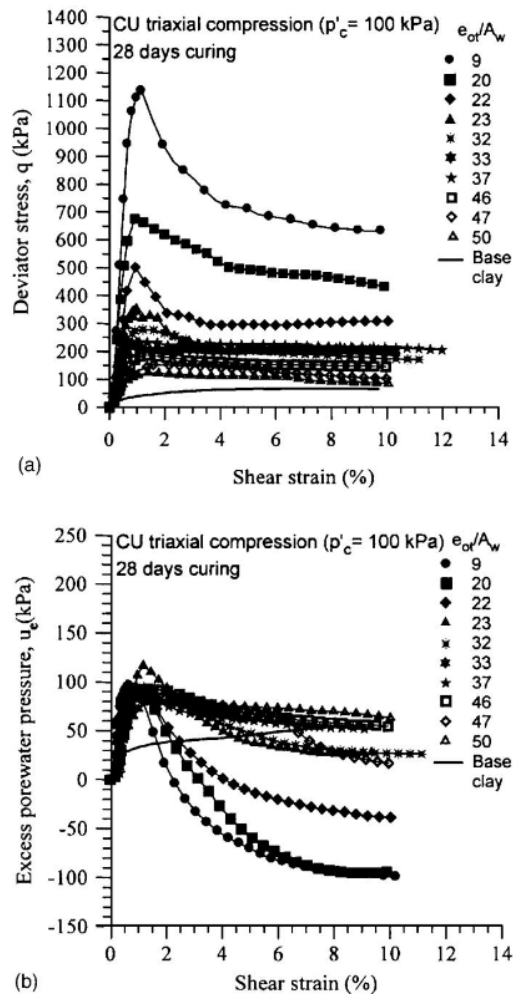 CU triaxial compression (p'c= 100 kPa)
28 days curing
eot/Aw
9
20
22
23
32
33
37
46
47
50
Base
clay
Deviator stress, q (kPa)
1400
1300
1200
1100
1000
900
800
700
600
500
400
300
200
100
0
0 2 4 6 8 10 12 14
Shear strain (%)
(a)
CU triaxial compression (p'c= 100 kPa)
28 days curing
eot/Aw
9
20
22
23
32
33
37
46
47
50
Base
clay
Excess porewater pressure, ue(kPa)
250
200
150
100
50
0
-50
-100
-150
0 2 4 6 8 10 12 14
Shear strain (%)
(b)